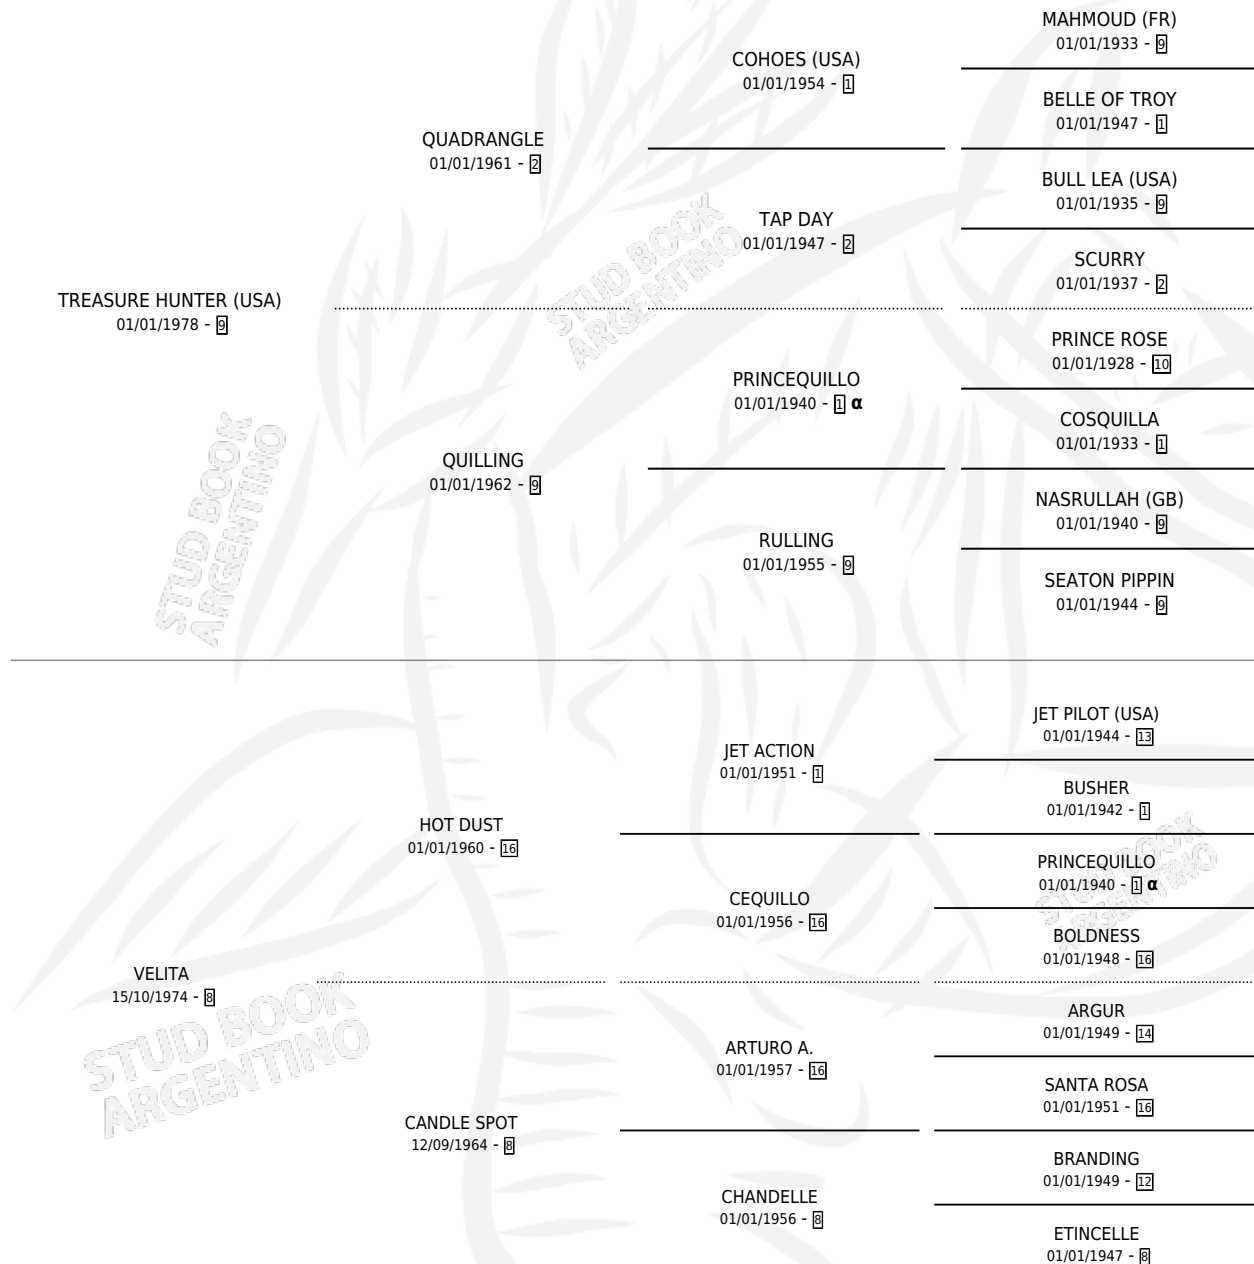 MAHMOUD (FR)
01/01/1933 - 9
COHOES (USA)
01/01/1954 - 1
BELLE OF TROY
01/01/1947 - 1
QUADRANGLE
01/01/1961 - 2
BULL LEA (USA)
01/01/1935 - 9
TAP DAY
01/01/1947 - 2
SCURRY
01/01/1937 - 2
TREASURE HUNTER (USA)
01/01/1978 - 9
PRINCE ROSE
01/01/1928 - 10
PRINCEQUILLO
01/01/1940 - 1 α
COSQUILLA
01/01/1933 - 1
QUILLING
01/01/1962 - 9
NASRULLAH (GB)
01/01/1940 - 9
RULLING
01/01/1955 - 9
SEATON PIPPIN
01/01/1944 - 9
JET PILOT (USA)
01/01/1944 - 13
JET ACTION
01/01/1951 - 1
BUSHER
01/01/1942 - 1
HOT DUST
01/01/1960 - 16
PRINCEQUILLO
01/01/1940 - 1 α
CEQUILLO
01/01/1956 - 16
BOLDNESS
01/01/1948 - 16
VELITA
15/10/1974 - 8
ARGUR
01/01/1949 - 14
ARTURO A.
01/01/1957 - 16
SANTA ROSA
01/01/1951 - 16
CANDLE SPOT
12/09/1964 - 8
BRANDING
01/01/1949 - 12
CHANDELLE
01/01/1956 - 8
ETINCELLE
01/01/1947 - 8
STUD BOOK
ARGENTINO
STUD BOOK
ARGENTINO
STUD BOOK
ARGENTINO
STUD BOOK
ARGENTINO